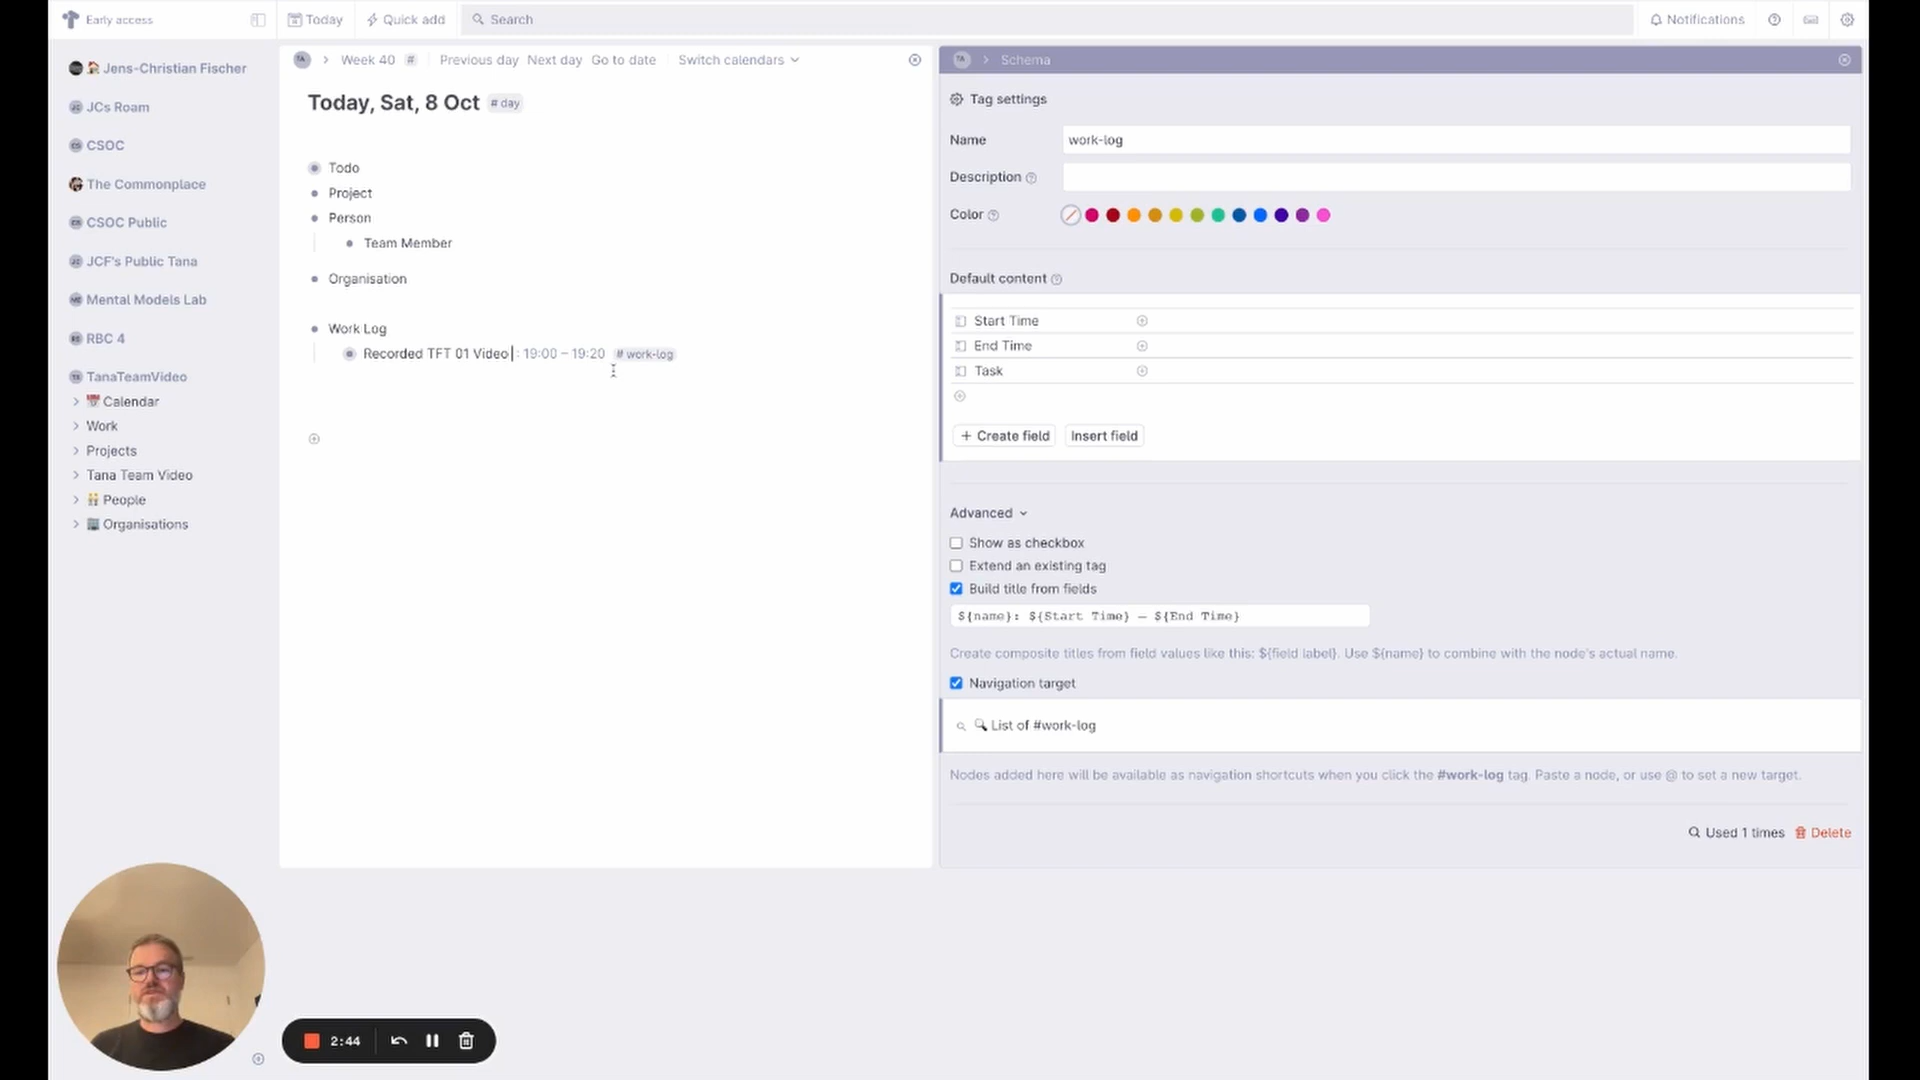 Early access
Today
Quick add
Search
Notifications
Jens-Christian Fischer
JCs Roam
CSOC
The Commonplace
CSOC Public
JCF's Public Tana
Mental Models Lab
RBC 4
TanaTeamVideo
Calendar
Work
Projects
Tana Team Video
People
Organisations
TA > Week 40 # Previous day Next day Go to date Switch calendars
Today, Sat, 8 Oct # day
Todo
Project
Person
Team Member
Organisation
Work Log
Recorded TFT 01 Video : 19:00 – 19:20 # work-log
TA > Schema
Tag settings
Name work-log
Description
Color
Default content
Start Time
End Time
Task
+ Create field Insert field
Advanced
Show as checkbox
Extend an existing tag
Build title from fields
${name}: ${Start Time} – ${End Time}
Create composite titles from field values like this: ${field label}. Use ${name} to combine with the node's actual name.
Navigation target
List of #work-log
Nodes added here will be available as navigation shortcuts when you click the #work-log tag. Paste a node, or use @ to set a new target.
Used 1 times Delete
2:44